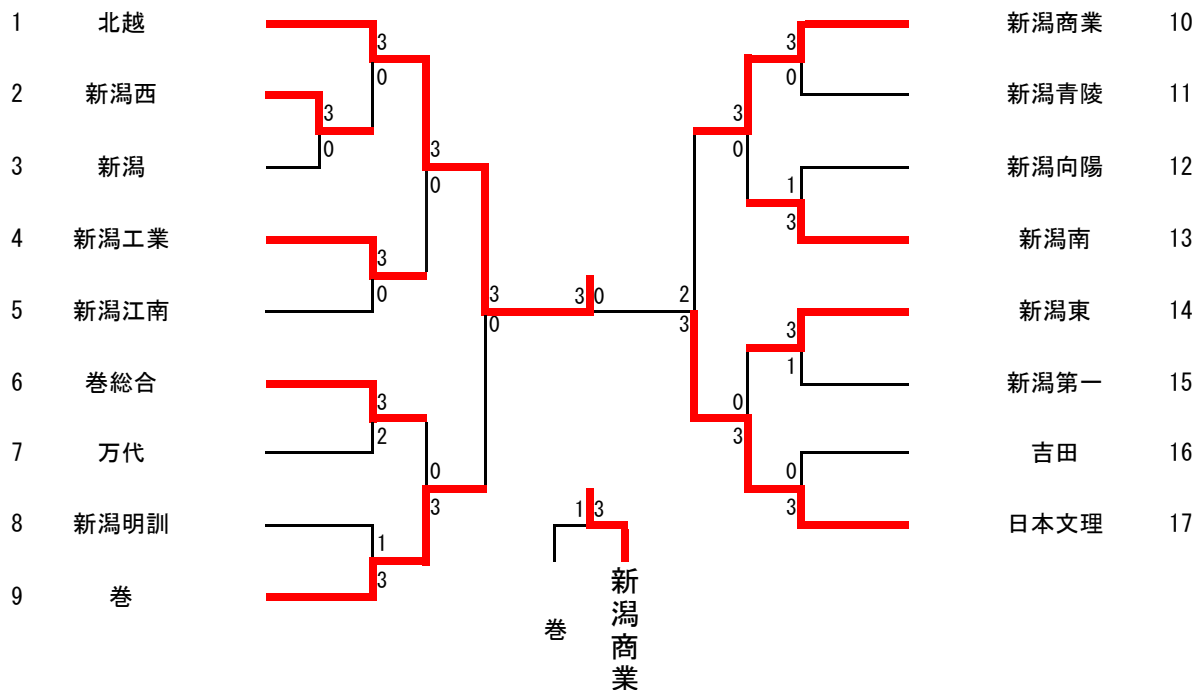 1 北越 3 新潟商業 10
3 0
2 新潟西 3 0 3 新潟青陵 11
0 3 0
3 新潟 0 1 新潟向陽 12
4 新潟工業 3 3 新潟南 13
0
5 新潟江南 3 3 0 2 新潟東 14
0 3 3
1
6 巻総合 3 0 新潟第一 15
2 3
7 万代 0 0 吉田 16
3 3
8 新潟明訓 1 1 3 日本文理 17
3
9 巻
巻 新潟商業